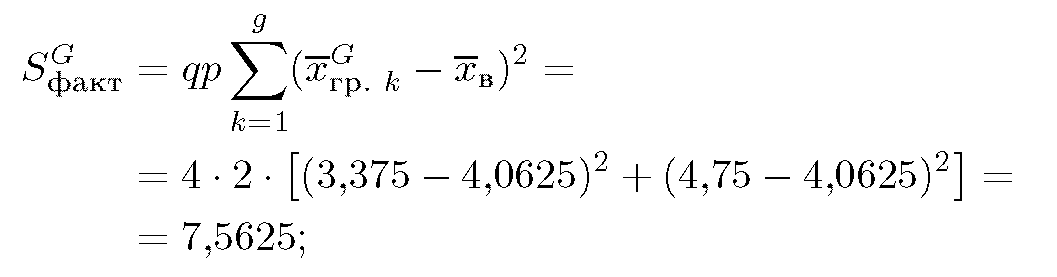 S^G_факт = qp ∑_{k=1}^{g} (x̅^G_{гр. k} − x̅_в)² =
= 4 · 2 · [(3,375 − 4,0625)² + (4,75 − 4,0625)²] =
= 7,5625;